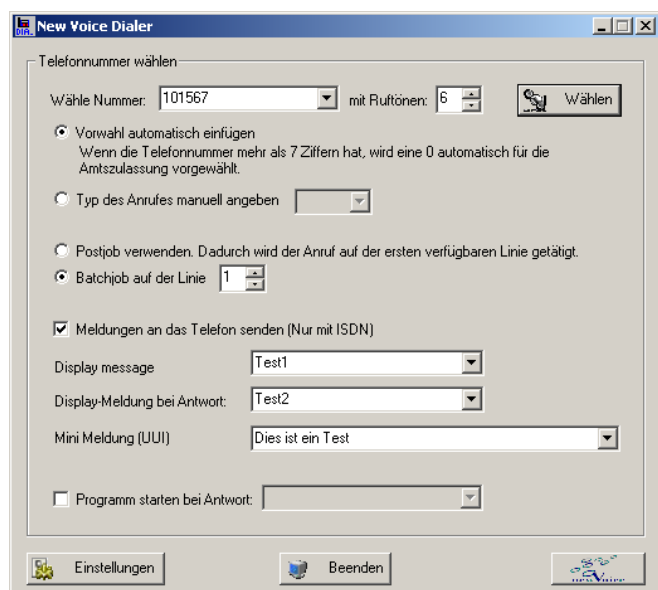 DIA.. New Voice Dialer
Telefonnummer wählen
Wähle Nummer: 101567 mit Ruftönen: 6 Wählen
Vorwahl automatisch einfügen
Wenn die Telefonnummer mehr als 7 Ziffern hat, wird eine 0 automatisch für die
Amtszulassung vorgewählt.
Typ des Anrufes manuell angeben
Postjob verwenden. Dadurch wird der Anruf auf der ersten verfügbaren Linie getätigt.
Batchjob auf der Linie 1
Meldungen an das Telefon senden (Nur mit ISDN)
Display message Test1
Display-Meldung bei Antwort: Test2
Mini Meldung (UUI) Dies ist ein Test
Programm starten bei Antwort:
Einstellungen Beenden newVoice